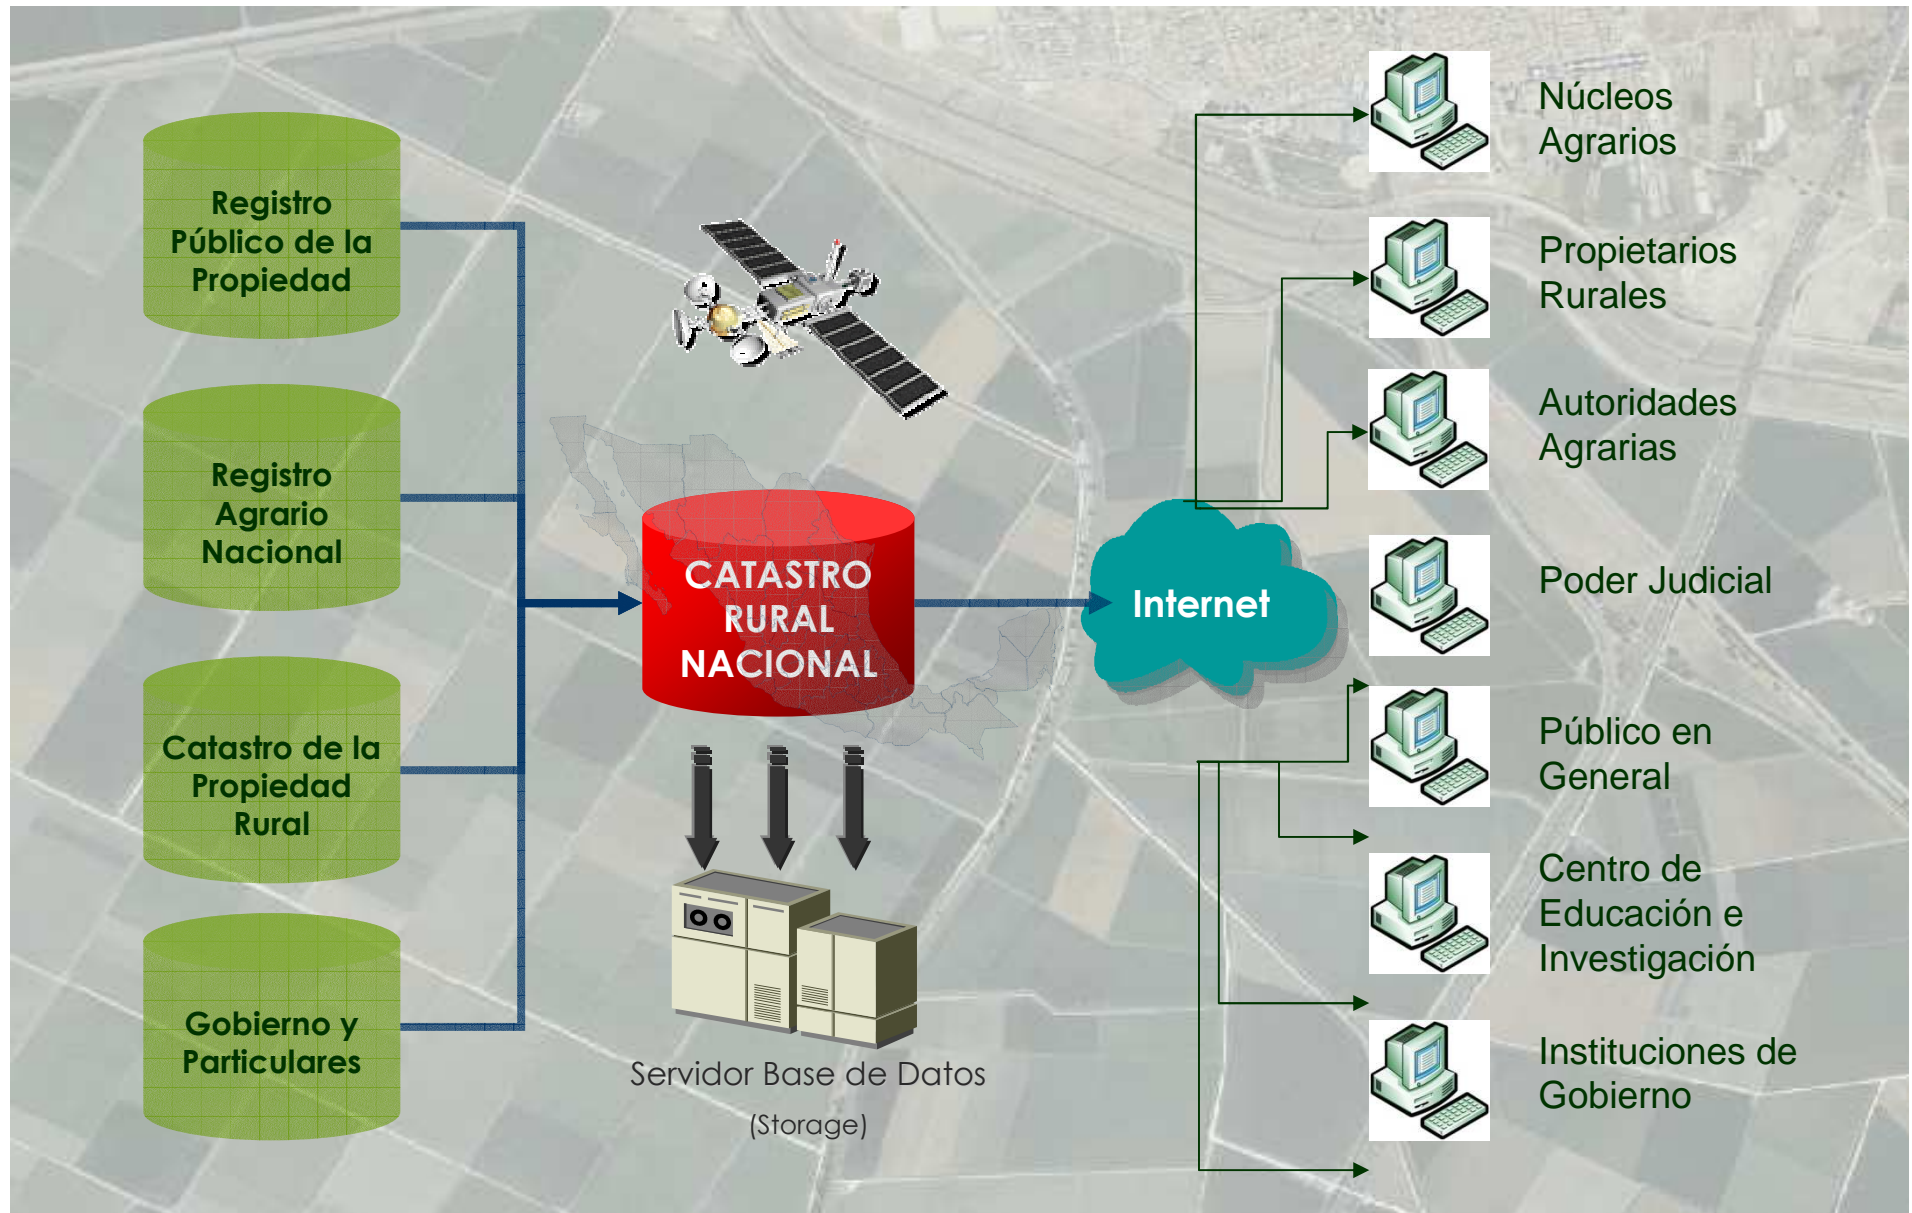 Registro
Público de la
Propiedad
Registro
Agrario
Nacional
Catastro de la
Propiedad
Rural
Gobierno y
Particulares
CATASTRO
RURAL
NACIONAL
Servidor Base de Datos
(Storage)
Internet
Núcleos
Agrarios
Propietarios
Rurales
Autoridades
Agrarias
Poder Judicial
Público en
General
Centro de
Educación e
Investigación
Instituciones de
Gobierno